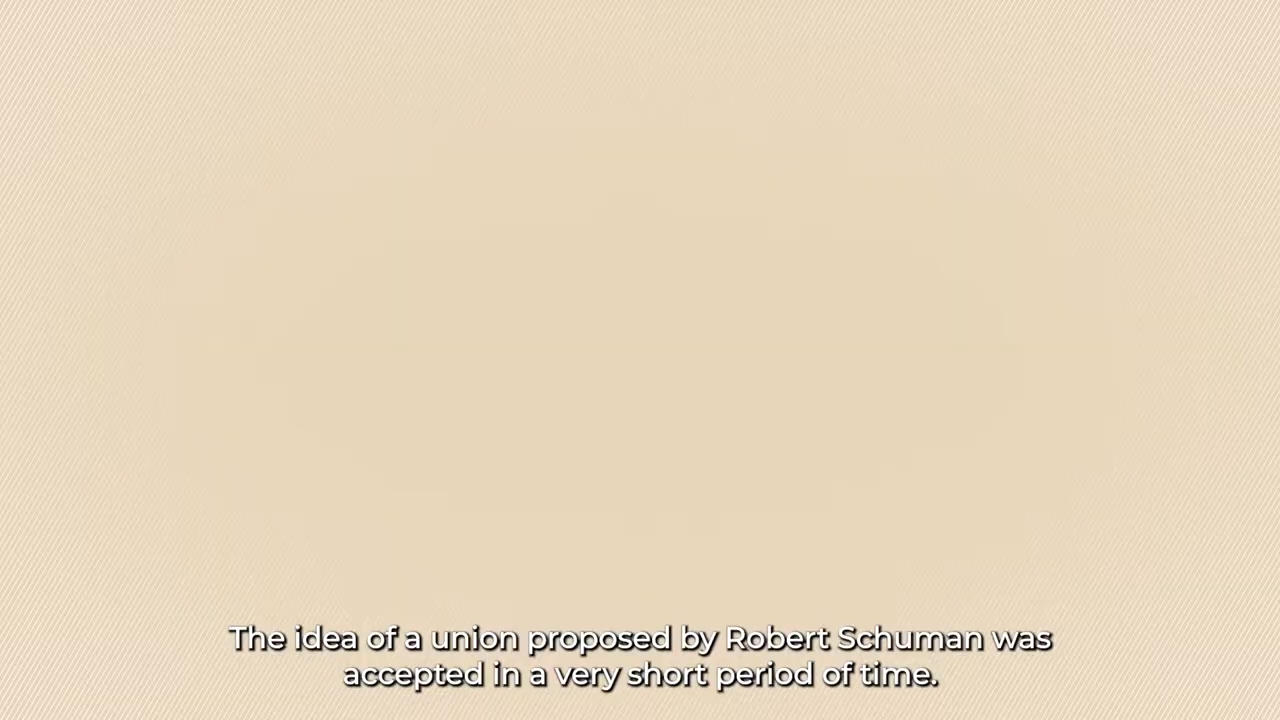 The idea of a union proposed by Robert Schuman was
accepted in a very short period of time.